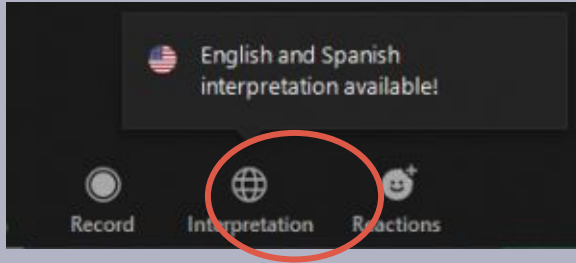 English and Spanish
interpretation available!
Record Interpretation Reactions